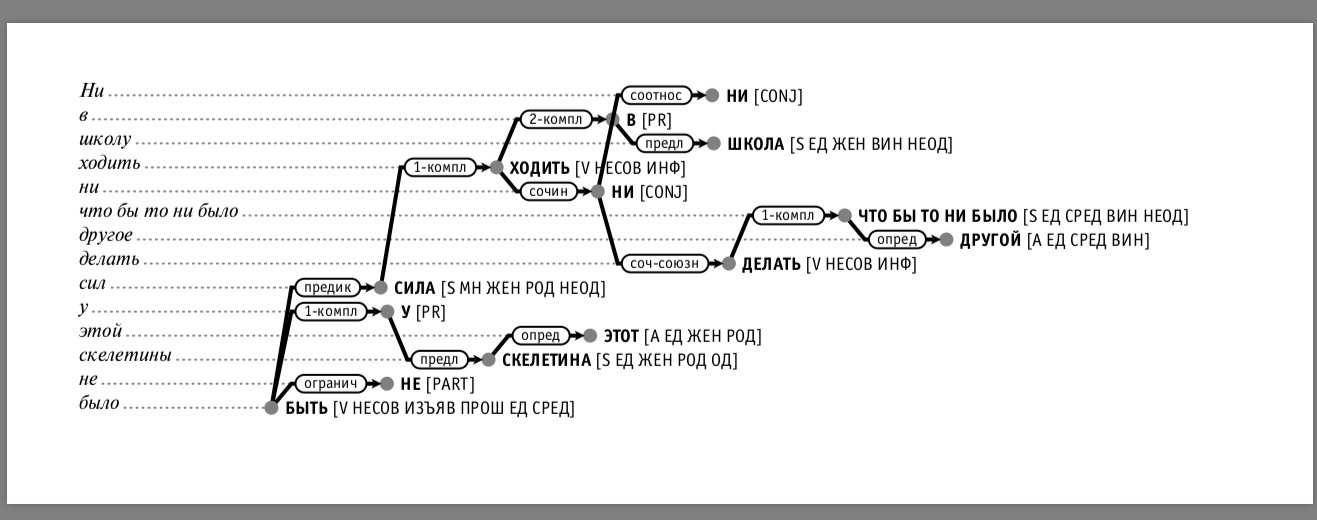 Ни соотнос НИ [CONJ]
в 2-компл В [PR]
школу предл ШКОЛА [S ЕД ЖЕН ВИН НЕОД]
ходить 1-компл ХОДИТЬ [V НЕСОВ ИНФ]
ни сочин НИ [CONJ]
что бы то ни было 1-компл ЧТО БЫ ТО НИ БЫЛО [S ЕД СРЕД ВИН НЕОД]
другое опред ДРУГОЙ [A ЕД СРЕД ВИН]
делать соч-союзн ДЕЛАТЬ [V НЕСОВ ИНФ]
сил предик СИЛА [S МН ЖЕН РОД НЕОД]
у 1-компл У [PR]
этой опред ЭТОТ [A ЕД ЖЕН РОД]
скелетины предл СКЕЛЕТИНА [S ЕД ЖЕН РОД ОД]
не огранич НЕ [PART]
было БЫТЬ [V НЕСОВ ИЗЪЯВ ПРОШ ЕД СРЕД]